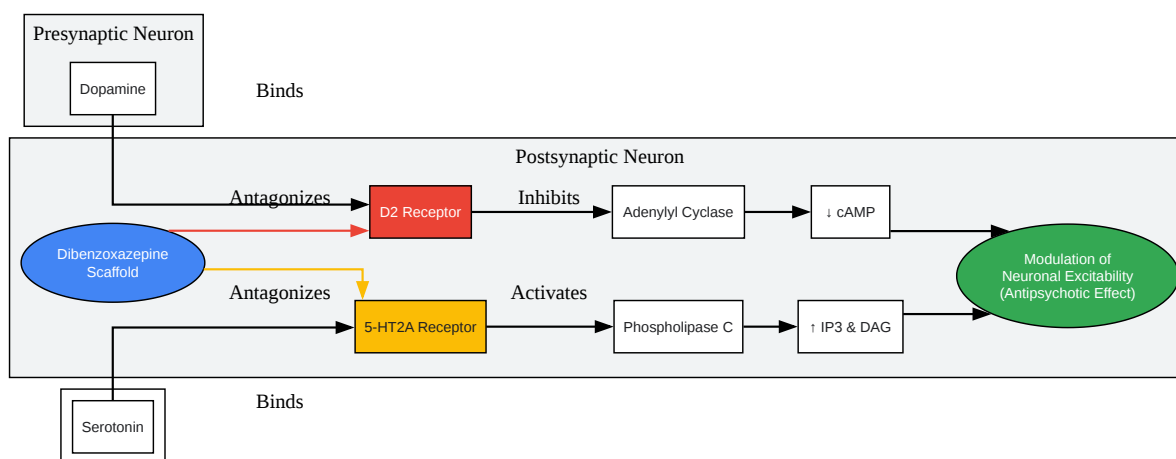 Presynaptic Neuron
Dopamine
Binds
Postsynaptic Neuron
Antagonizes
D2 Receptor
Inhibits
Adenylyl Cyclase
↓ cAMP
Dibenzoxazepine
Scaffold
Modulation of
Neuronal Excitability
(Antipsychotic Effect)
Antagonizes
5-HT2A Receptor
Activates
Phospholipase C
↑ IP3 & DAG
Binds
Serotonin